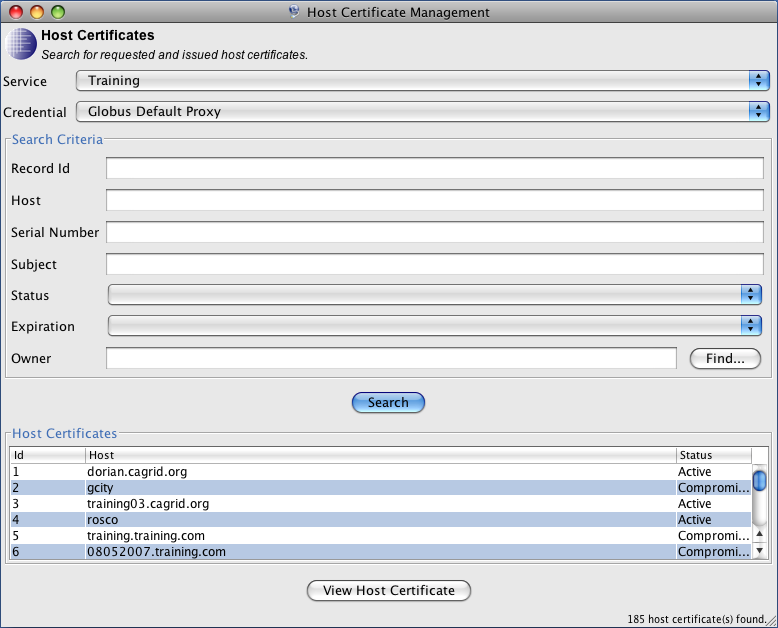 Host Certificate Management
Host Certificates
Search for requested and issued host certificates.
Service Training
Credential Globus Default Proxy
Search Criteria
Record Id
Host
Serial Number
Subject
Status
Expiration
Owner Find...
Search
Host Certificates
Id Host Status
1 dorian.cagrid.org Active
2 gcity Compromi...
3 training03.cagrid.org Active
4 rosco Active
5 training.training.com Compromi...
6 08052007.training.com Compromi...
View Host Certificate
185 host certificate(s) found.